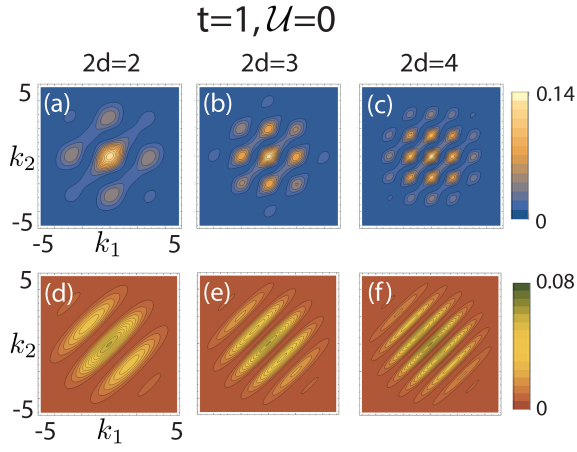 t=1, 𝒰=0
2d=2 2d=3 2d=4
5 (a) (b) (c) 0.14
k₂
-5 0
-5 k₁ 5
5 (d) (e) (f) 0.08
k₂
-5 0
-5 k₁ 5